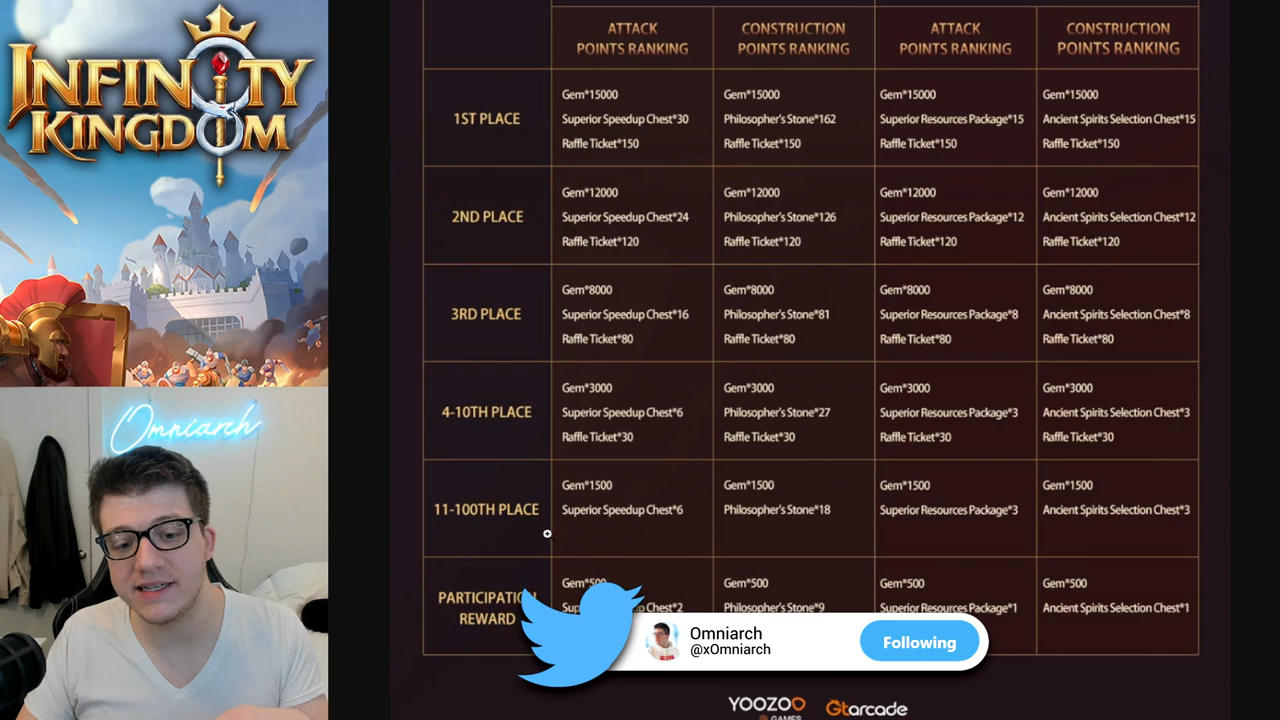 INFINITY
KINGDOM
Omniarch
ATTACK
POINTS RANKING
CONSTRUCTION
POINTS RANKING
ATTACK
POINTS RANKING
CONSTRUCTION
POINTS RANKING
1ST PLACE
Gem*15000
Superior Speedup Chest*30
Raffle Ticket*150
Gem*15000
Philosopher's Stone*162
Raffle Ticket*150
Gem*15000
Superior Resources Package*15
Raffle Ticket*150
Gem*15000
Ancient Spirits Selection Chest*15
Raffle Ticket*150
2ND PLACE
Gem*12000
Superior Speedup Chest*24
Raffle Ticket*120
Gem*12000
Philosopher's Stone*126
Raffle Ticket*120
Gem*12000
Superior Resources Package*12
Raffle Ticket*120
Gem*12000
Ancient Spirits Selection Chest*12
Raffle Ticket*120
3RD PLACE
Gem*8000
Superior Speedup Chest*16
Raffle Ticket*80
Gem*8000
Philosopher's Stone*81
Raffle Ticket*80
Gem*8000
Superior Resources Package*8
Raffle Ticket*80
Gem*8000
Ancient Spirits Selection Chest*8
Raffle Ticket*80
4-10TH PLACE
Gem*3000
Superior Speedup Chest*6
Raffle Ticket*30
Gem*3000
Philosopher's Stone*27
Raffle Ticket*30
Gem*3000
Superior Resources Package*3
Raffle Ticket*30
Gem*3000
Ancient Spirits Selection Chest*3
Raffle Ticket*30
11-100TH PLACE
Gem*1500
Superior Speedup Chest*6
Gem*1500
Philosopher's Stone*18
Gem*1500
Superior Resources Package*3
Gem*1500
Ancient Spirits Selection Chest*3
PARTICIPATION
REWARD
Gem*500
Chest*2
Gem*500
Philosopher's Stone*9
Gem*500
Superior Resources Package*1
Gem*500
Ancient Spirits Selection Chest*1
Omniarch
@xOmniarch
Following
YOOZOO
GAMES
Gtarcade